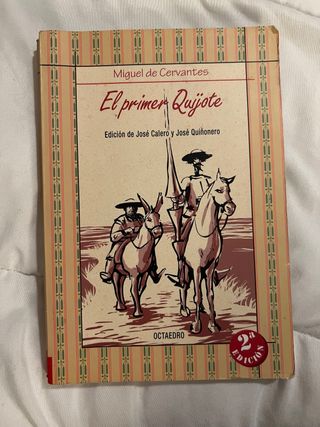 Miguel de Cervantes
El primer Quijote
Edición de José Calero y José Quiñonero
OCTAEDRO
2ª
EDICIÓN